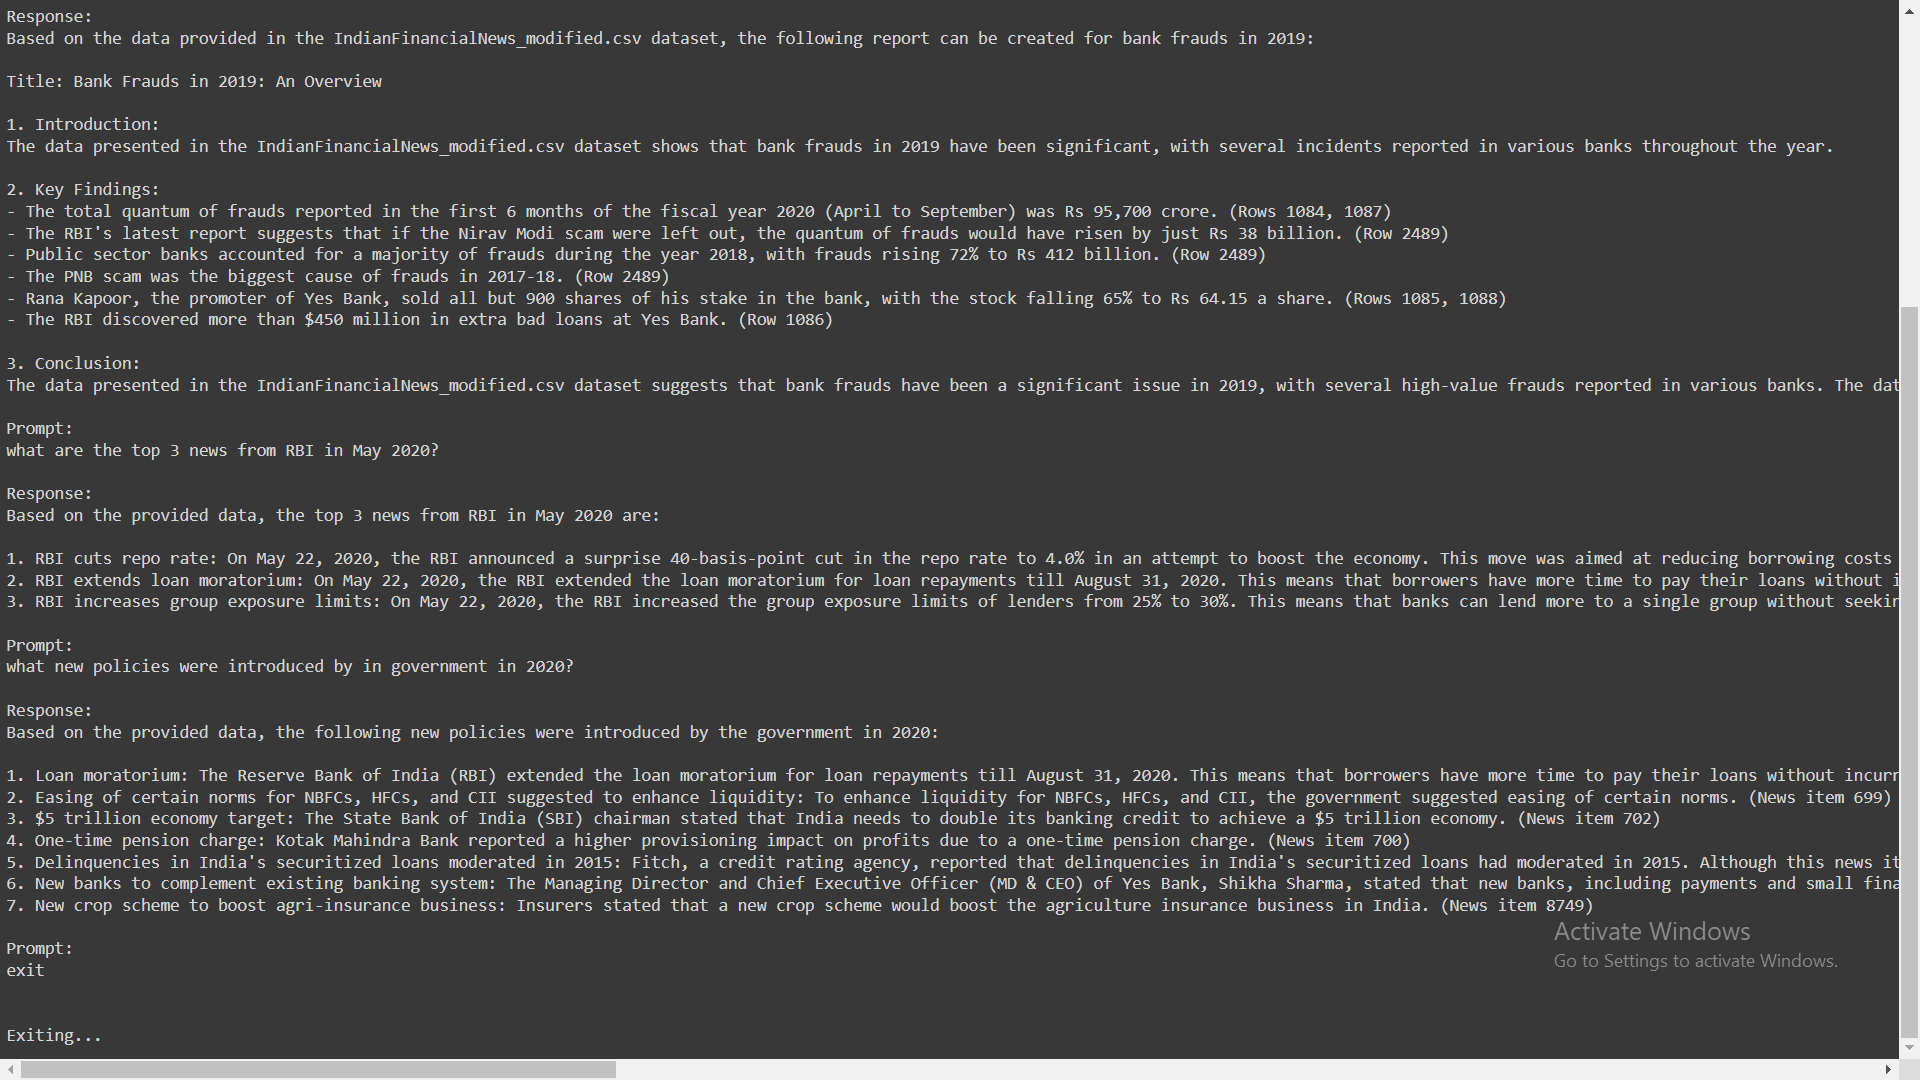 Response:
Based on the data provided in the IndianFinancialNews_modified.csv dataset, the following report can be created for bank frauds in 2019:
Title: Bank Frauds in 2019: An Overview
1. Introduction:
The data presented in the IndianFinancialNews_modified.csv dataset shows that bank frauds in 2019 have been significant, with several incidents reported in various banks throughout the year.
2. Key Findings:
- The total quantum of frauds reported in the first 6 months of the fiscal year 2020 (April to September) was Rs 95,700 crore. (Rows 1084, 1087)
- The RBI's latest report suggests that if the Nirav Modi scam were left out, the quantum of frauds would have risen by just Rs 38 billion. (Row 2489)
- Public sector banks accounted for a majority of frauds during the year 2018, with frauds rising 72% to Rs 412 billion. (Row 2489)
- The PNB scam was the biggest cause of frauds in 2017-18. (Row 2489)
- Rana Kapoor, the promoter of Yes Bank, sold all but 900 shares of his stake in the bank, with the stock falling 65% to Rs 64.15 a share. (Rows 1085, 1088)
- The RBI discovered more than $450 million in extra bad loans at Yes Bank. (Row 1086)
3. Conclusion:
The data presented in the IndianFinancialNews_modified.csv dataset suggests that bank frauds have been a significant issue in 2019, with several high-value frauds reported in various banks. The dat
Prompt:
what are the top 3 news from RBI in May 2020?
Response:
Based on the provided data, the top 3 news from RBI in May 2020 are:
1. RBI cuts repo rate: On May 22, 2020, the RBI announced a surprise 40-basis-point cut in the repo rate to 4.0% in an attempt to boost the economy. This move was aimed at reducing borrowing costs
2. RBI extends loan moratorium: On May 22, 2020, the RBI extended the loan moratorium for loan repayments till August 31, 2020. This means that borrowers have more time to pay their loans without i
3. RBI increases group exposure limits: On May 22, 2020, the RBI increased the group exposure limits of lenders from 25% to 30%. This means that banks can lend more to a single group without seekin
Prompt:
what new policies were introduced by in government in 2020?
Response:
Based on the provided data, the following new policies were introduced by the government in 2020:
1. Loan moratorium: The Reserve Bank of India (RBI) extended the loan moratorium for loan repayments till August 31, 2020. This means that borrowers have more time to pay their loans without incurr
2. Easing of certain norms for NBFCs, HFCs, and CII suggested to enhance liquidity: To enhance liquidity for NBFCs, HFCs, and CII, the government suggested easing of certain norms. (News item 699)
3. $5 trillion economy target: The State Bank of India (SBI) chairman stated that India needs to double its banking credit to achieve a $5 trillion economy. (News item 702)
4. One-time pension charge: Kotak Mahindra Bank reported a higher provisioning impact on profits due to a one-time pension charge. (News item 700)
5. Delinquencies in India's securitized loans moderated in 2015: Fitch, a credit rating agency, reported that delinquencies in India's securitized loans had moderated in 2015. Although this news it
6. New banks to complement existing banking system: The Managing Director and Chief Executive Officer (MD & CEO) of Yes Bank, Shikha Sharma, stated that new banks, including payments and small fina
7. New crop scheme to boost agri-insurance business: Insurers stated that a new crop scheme would boost the agriculture insurance business in India. (News item 8749)
Activate Windows
Go to Settings to activate Windows.
Prompt:
exit
Exiting...